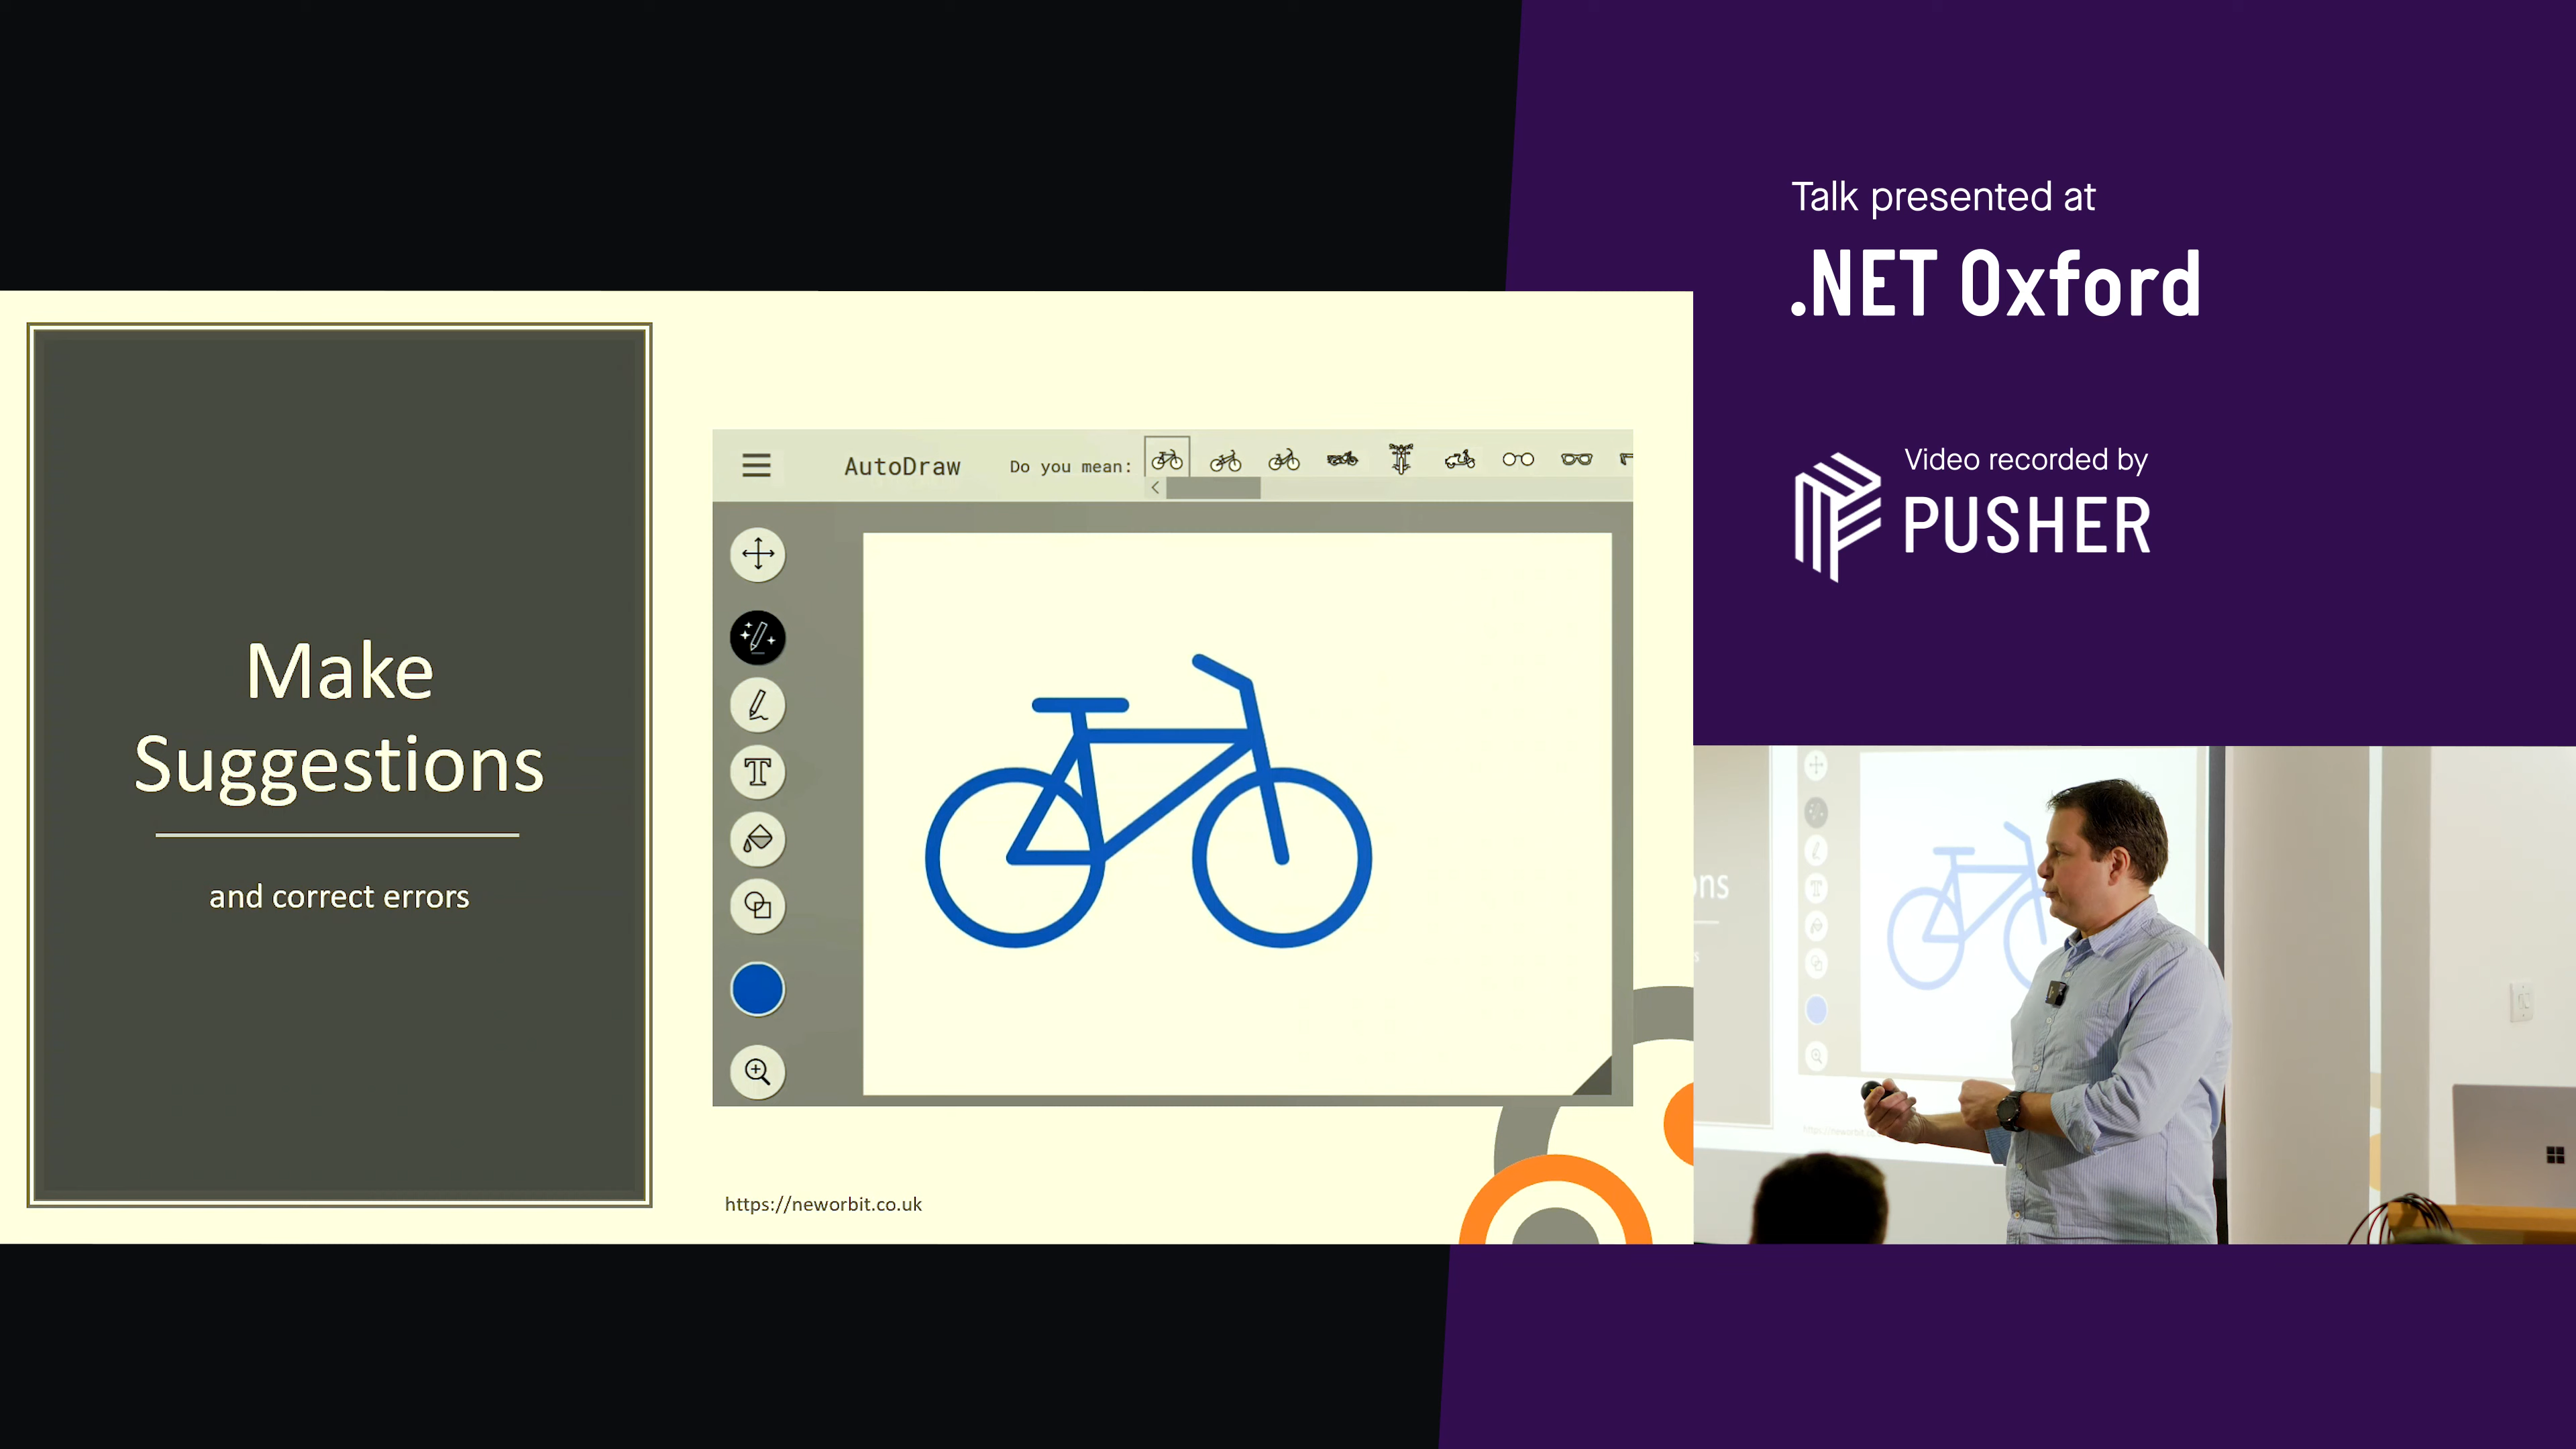 Talk presented at
.NET Oxford
Video recorded by
PUSHER
Make
Suggestions
and correct errors
AutoDraw
Do you mean:
T
https://neworbit.co.uk